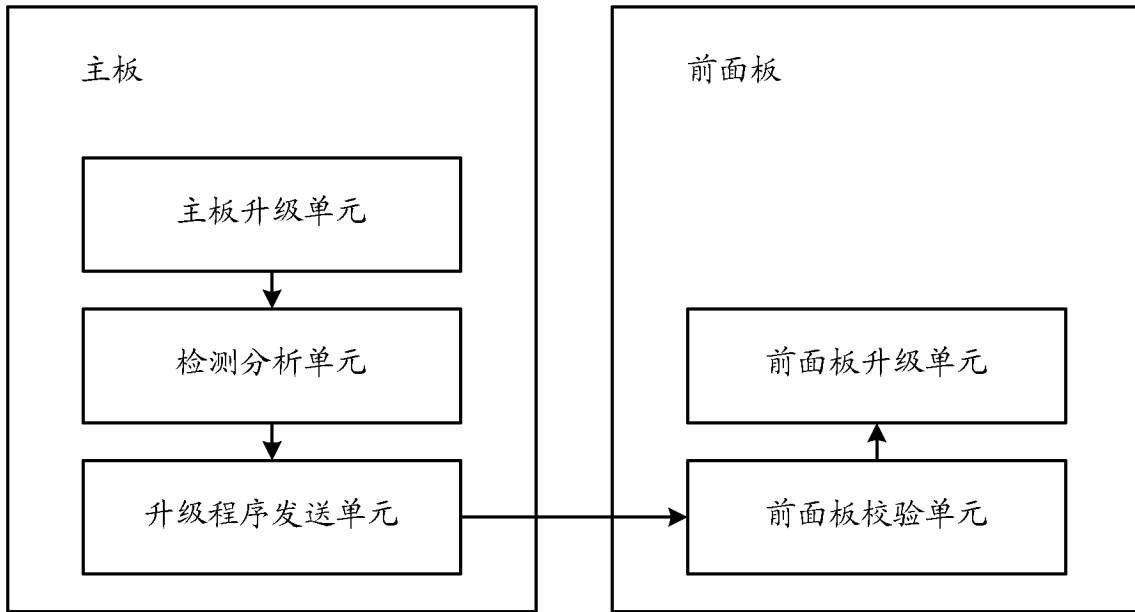 主板
主板升级单元
检测分析单元
升级程序发送单元
前面板
前面板升级单元
前面板校验单元